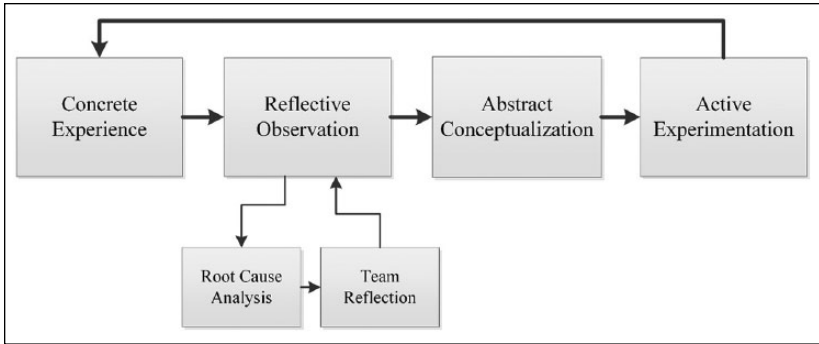 Concrete
Experience
Reflective
Observation
Abstract
Conceptualization
Active
Experimentation
Root Cause
Analysis
Team
Reflection